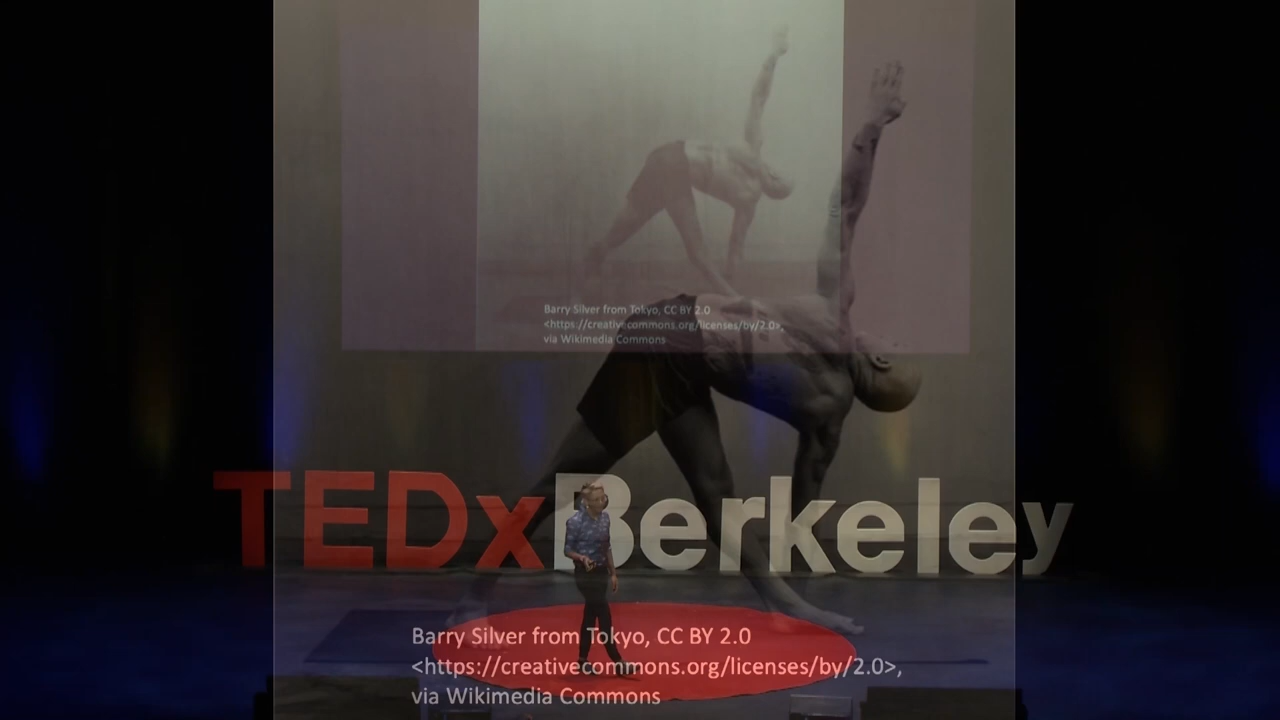 Barry Silver from Tokyo, CC BY 2.0
<https://creativecommons.org/licenses/by/2.0>,
via Wikimedia Commons
TEDxBerkeley
Barry Silver from Tokyo, CC BY 2.0
<https://creativecommons.org/licenses/by/2.0>,
via Wikimedia Commons